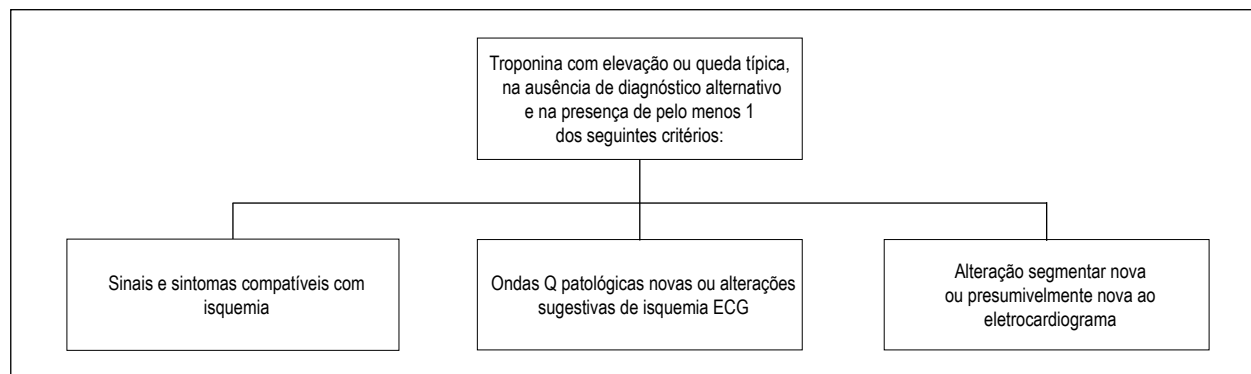 Troponina com elevação ou queda típica,
na ausência de diagnóstico alternativo
e na presença de pelo menos 1
dos seguintes critérios:
Sinais e sintomas compatíveis com
isquemia
Ondas Q patológicas novas ou alterações
sugestivas de isquemia ECG
Alteração segmentar nova
ou presumivelmente nova ao
eletrocardiograma